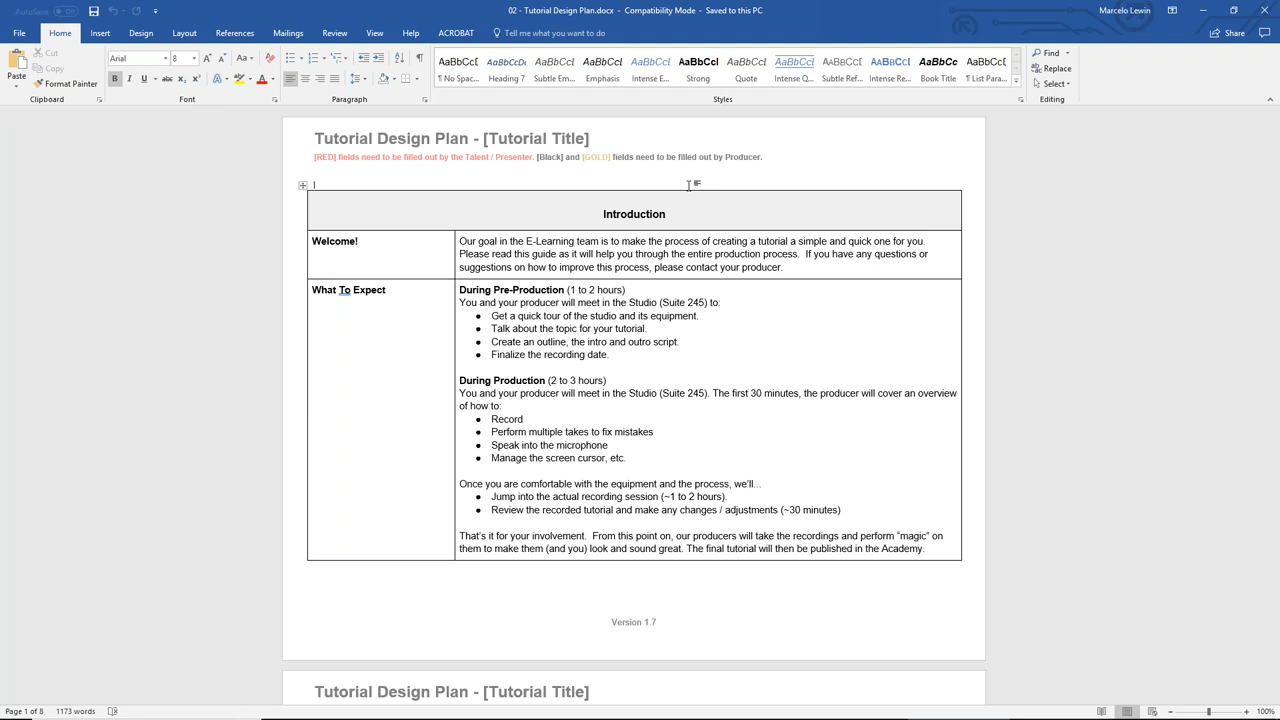 AutoSave
02 - Tutorial Design Plan.docx - Compatibility Mode - Saved to this PC
Marcelo Lewin
File Home Insert Design Layout References Mailings Review View Help ACROBAT Tell me what you want to do
Share
Paste
Cut
Copy
Format Painter
Clipboard
Arial 8
Font
Paragraph
AaBbCcD AaBbCcDc AaBbCcL AaBbCcL AaBbCcL AaBbCcl AaBbCcL AaBbCcI AaBbCcD AaBbCcI AaBbCc AaBbCcD
¶ No Spac... Heading 7 Subtle Em... Emphasis Intense E... Strong Quote Intense Q... Subtle Ref... Intense Re... Book Title ¶ List Para...
Styles
Find
Replace
Select
Editing
Tutorial Design Plan - [Tutorial Title]
[RED] fields need to be filled out by the Talent / Presenter. [Black] and [GOLD] fields need to be filled out by Producer.
Introduction
Welcome!
Our goal in the E-Learning team is to make the process of creating a tutorial a simple and quick one for you.
Please read this guide as it will help you through the entire production process.  If you have any questions or
suggestions on how to improve this process, please contact your producer.
What To Expect
During Pre-Production (1 to 2 hours)
You and your producer will meet in the Studio (Suite 245) to:
● Get a quick tour of the studio and its equipment.
● Talk about the topic for your tutorial.
● Create an outline, the intro and outro script.
● Finalize the recording date.
During Production (2 to 3 hours)
You and your producer will meet in the Studio (Suite 245). The first 30 minutes, the producer will cover an overview
of how to:
● Record
● Perform multiple takes to fix mistakes
● Speak into the microphone
● Manage the screen cursor, etc.
Once you are comfortable with the equipment and the process, we’ll...
● Jump into the actual recording session (~1 to 2 hours).
● Review the recorded tutorial and make any changes / adjustments (~30 minutes)
That’s it for your involvement.  From this point on, our producers will take the recordings and perform “magic” on
them to make them (and you) look and sound great. The final tutorial will then be published in the Academy.
Version 1.7
Tutorial Design Plan - [Tutorial Title]
Page 1 of 8 1173 words
100%